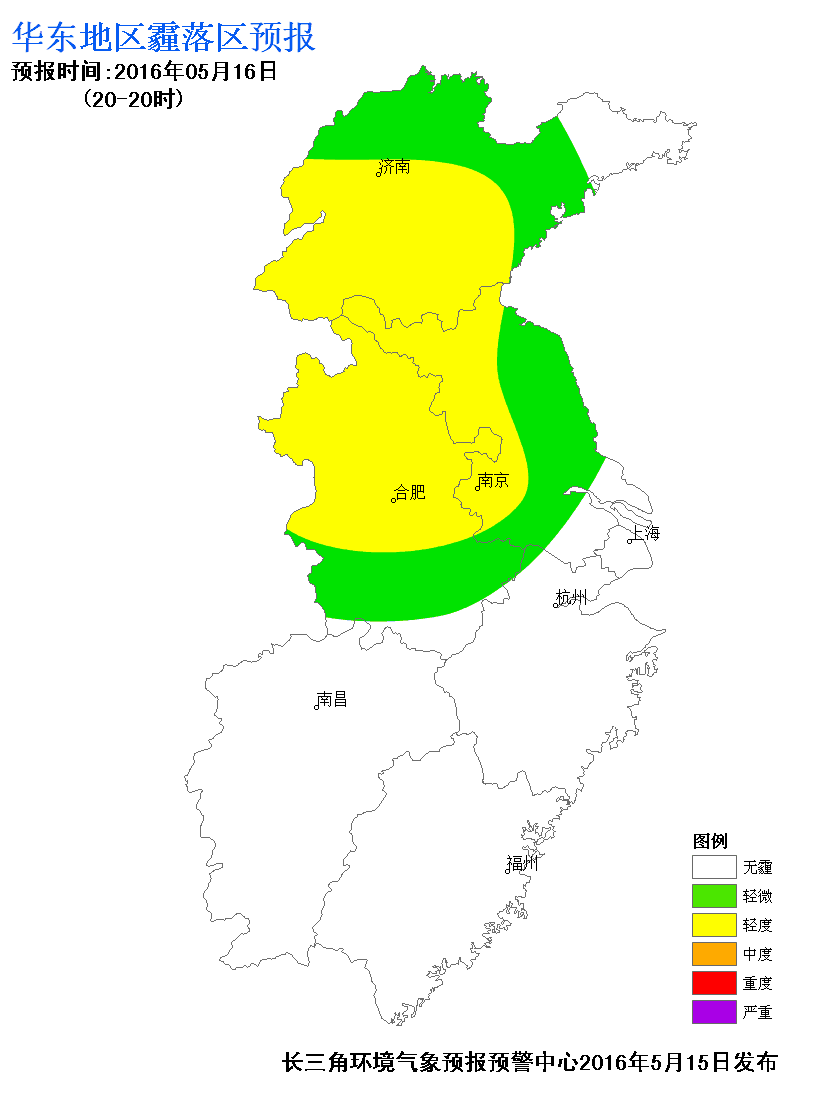 华东地区霾落区预报
预报时间:2016年05月16日
(20-20时)
济南
南京
合肥
上海
杭州
南昌
福州
图例
无霾
轻微
轻度
中度
重度
严重
长三角环境气象预报预警中心2016年5月15日发布